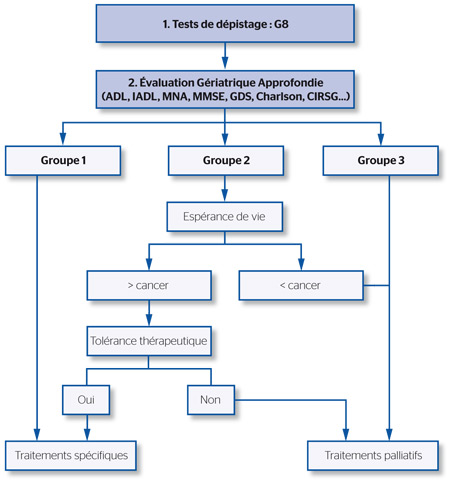 1. Tests de dépistage : G8
2. Évaluation Gériatrique Approfondie
(ADL, IADL, MNA, MMSE, GDS, Charlson, CIRSG...)
Groupe 1
Groupe 2
Groupe 3
Espérance de vie
> cancer
< cancer
Tolérance thérapeutique
Oui
Non
Traitements spécifiques
Traitements palliatifs